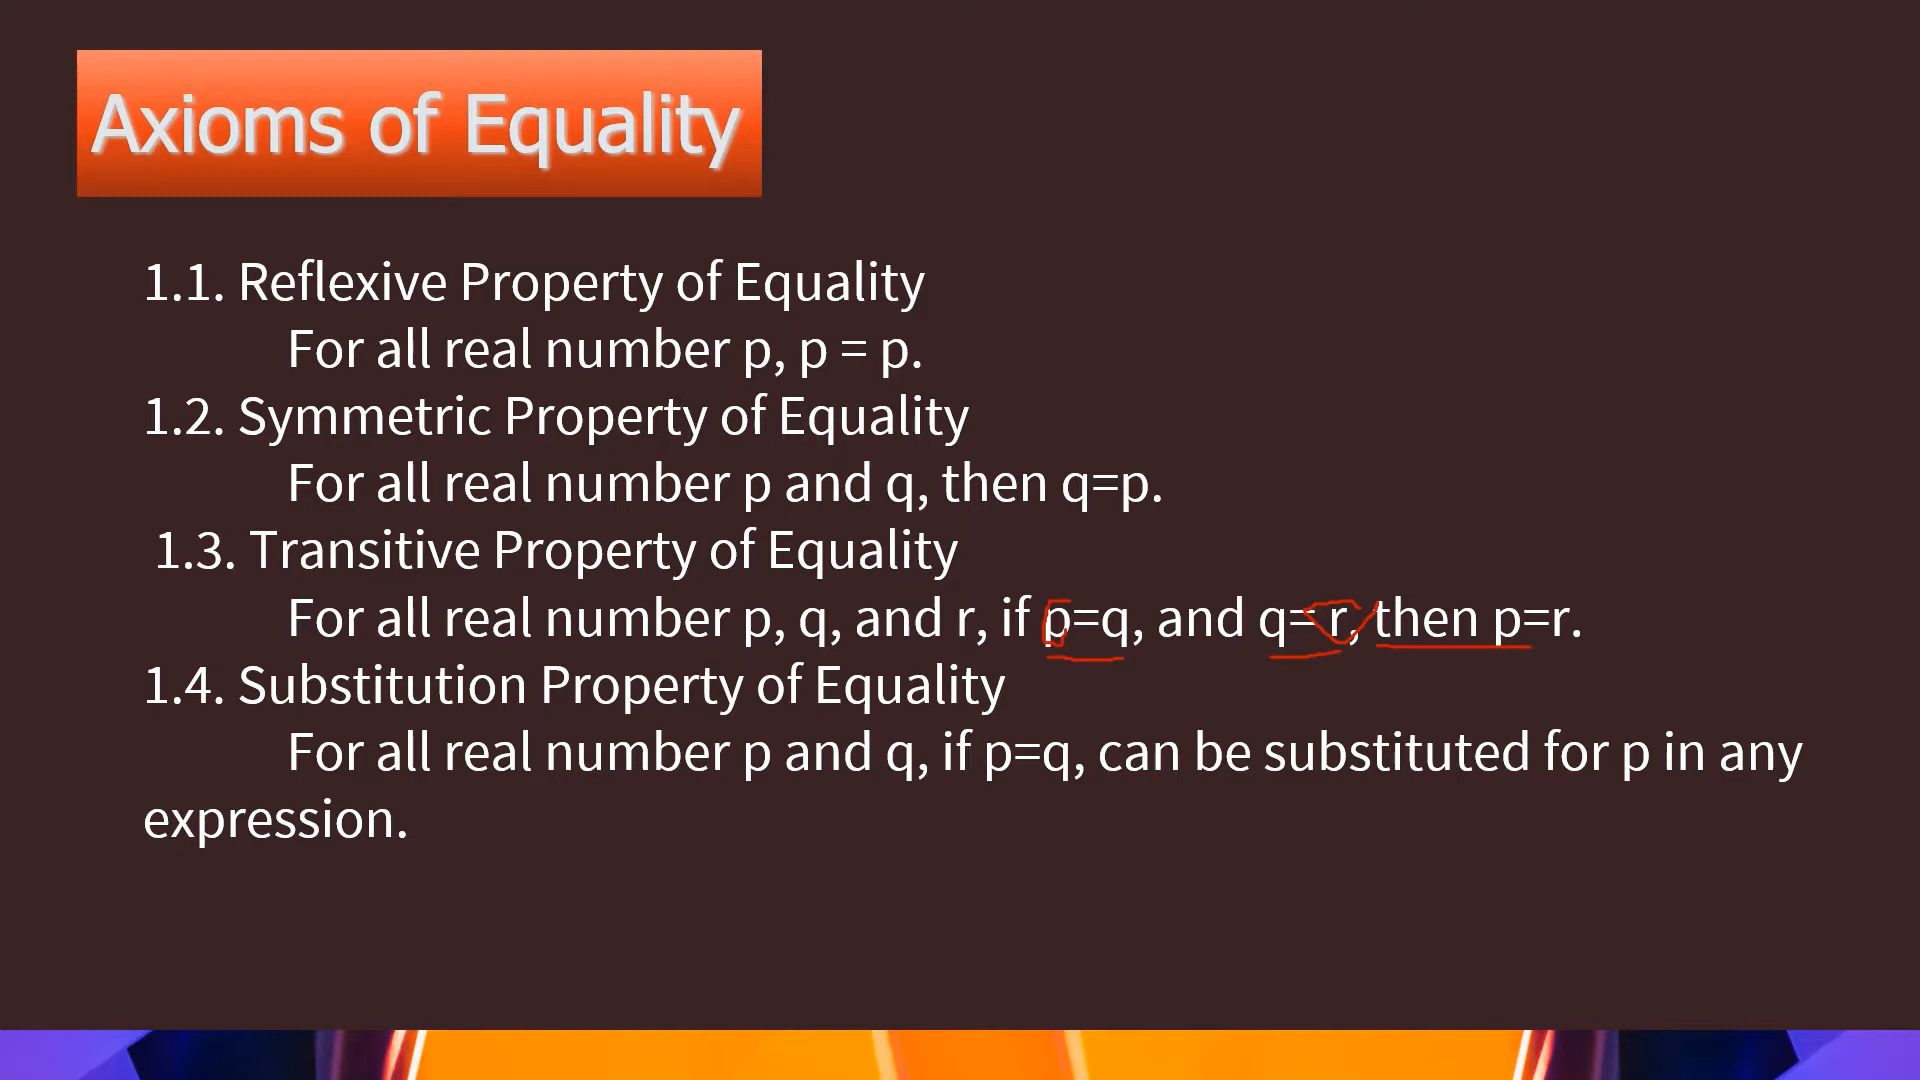 Axioms of Equality
1.1. Reflexive Property of Equality
For all real number p, p = p.
1.2. Symmetric Property of Equality
For all real number p and q, then q=p.
1.3. Transitive Property of Equality
For all real number p, q, and r, if p=q, and q= r, then p=r.
1.4. Substitution Property of Equality
For all real number p and q, if p=q, can be substituted for p in any
expression.